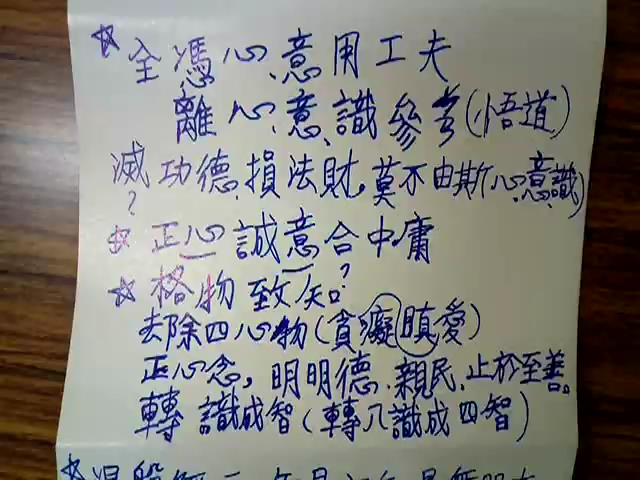 ☆全馮心意用工夫
離心意識參玄(悟道)
滅功德損法財,莫不由斯(心意識)
?
☆正心誠意合中庸
☆格物致知?
去除四心物(貪癡瞋愛)
正心念,明明德.親民.止於至善。
轉識成智(轉八識成四智)